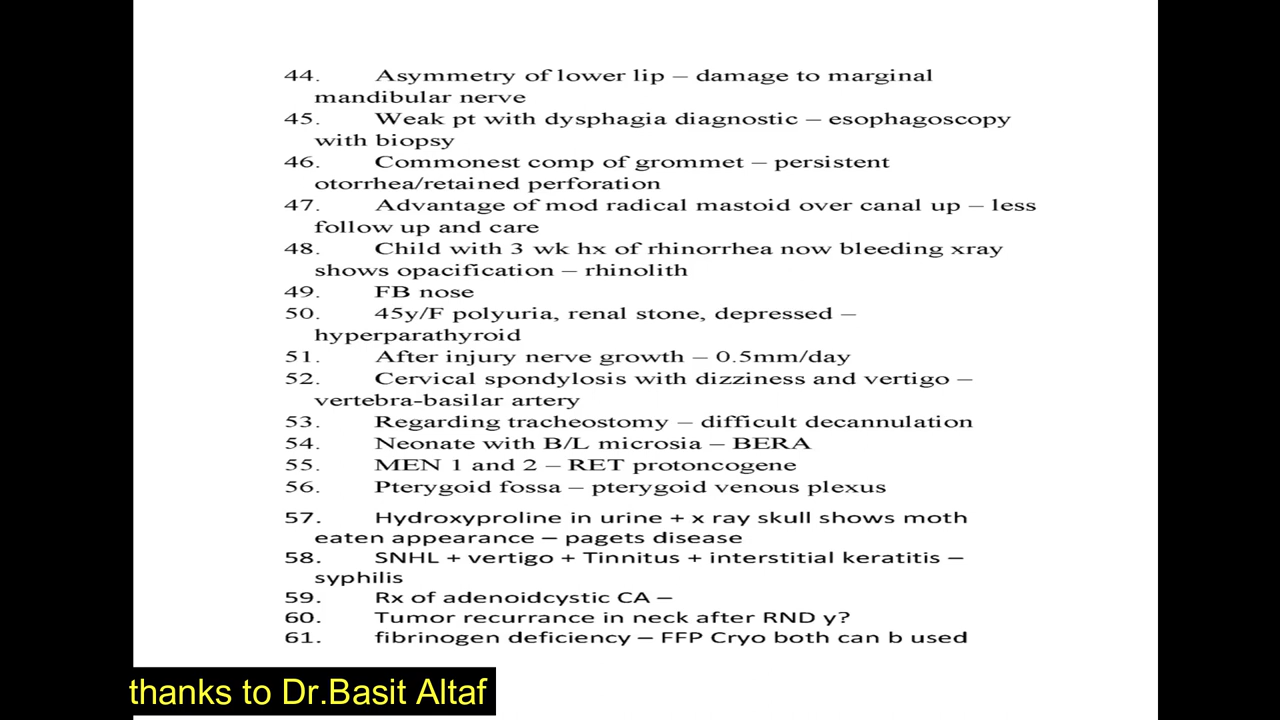 44. Asymmetry of lower lip – damage to marginal
mandibular nerve
45. Weak pt with dysphagia diagnostic – esophagoscopy
with biopsy
46. Commonest comp of grommet – persistent
otorrhea/retained perforation
47. Advantage of mod radical mastoid over canal up – less
follow up and care
48. Child with 3 wk hx of rhinorrhea now bleeding xray
shows opacification – rhinolith
49. FB nose
50. 45y/F polyuria, renal stone, depressed –
hyperparathyroid
51. After injury nerve growth – 0.5mm/day
52. Cervical spondylosis with dizziness and vertigo –
vertebra-basilar artery
53. Regarding tracheostomy – difficult decannulation
54. Neonate with B/L microsia – BERA
55. MEN 1 and 2 – RET protoncogene
56. Pterygoid fossa – pterygoid venous plexus
57. Hydroxyproline in urine + x ray skull shows moth
eaten appearance – pagets disease
58. SNHL + vertigo + Tinnitus + interstitial keratitis –
syphilis
59. Rx of adenoidcystic CA –
60. Tumor recurrance in neck after RND y?
61. fibrinogen deficiency – FFP Cryo both can b used
thanks to Dr.Basit Altaf